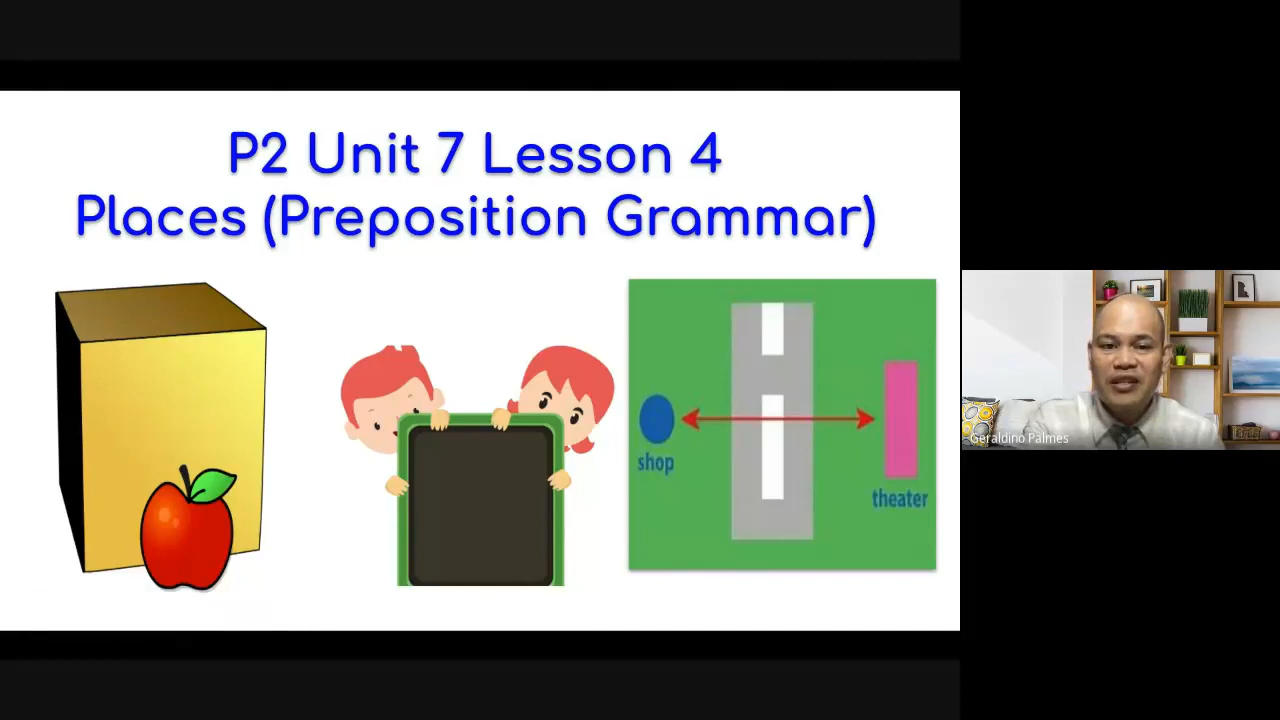 P2 Unit 7 Lesson 4
Places (Preposition Grammar)
shop
theater
Geraldino Palmes